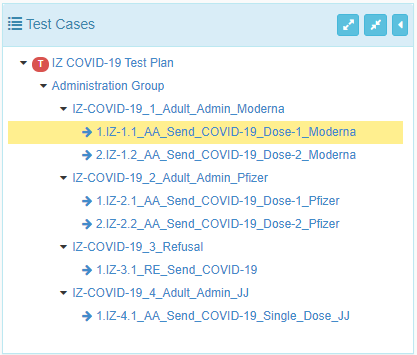 Test Cases
T IZ COVID-19 Test Plan
Administration Group
IZ-COVID-19_1_Adult_Admin_Moderna
1.IZ-1.1_AA_Send_COVID-19_Dose-1_Moderna
2.IZ-1.2_AA_Send_COVID-19_Dose-2_Moderna
IZ-COVID-19_2_Adult_Admin_Pfizer
1.IZ-2.1_AA_Send_COVID-19_Dose-1_Pfizer
2.IZ-2.2_AA_Send_COVID-19_Dose-2_Pfizer
IZ-COVID-19_3_Refusal
1.IZ-3.1_RE_Send_COVID-19
IZ-COVID-19_4_Adult_Admin_JJ
1.IZ-4.1_AA_Send_COVID-19_Single_Dose_JJ